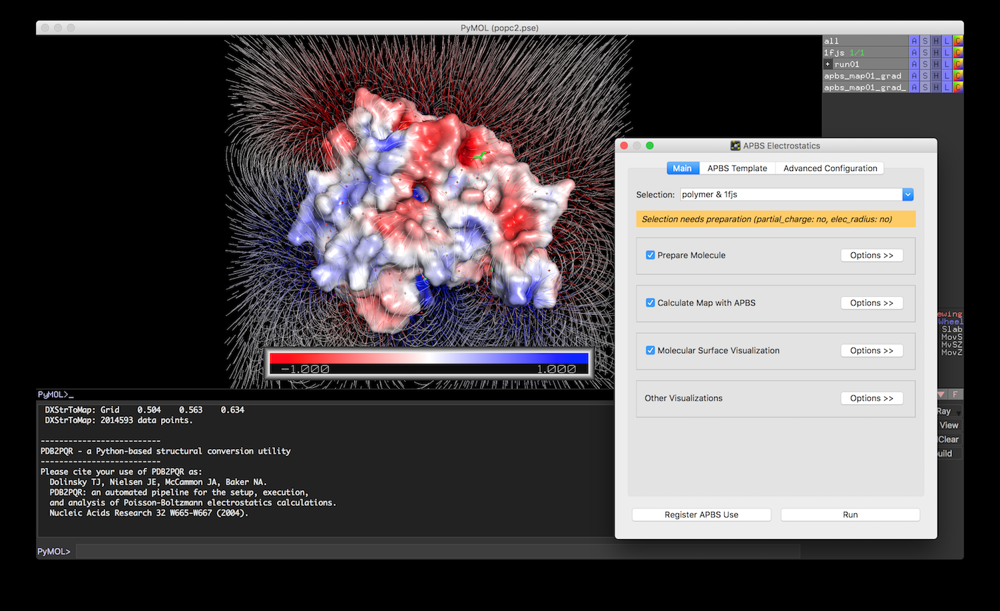 PyMOL (popc2.pse)
all A S H L C
1fjs 1/1 A S H L C
+ run01 A S H L C
apbs_map01_grad A S H L C
apbs_map01_grad_ A S H L C
APBS Electrostatics
Main APBS Template Advanced Configuration
Selection: polymer & 1fjs
Selection needs preparation (partial_charge: no, elec_radius: no)
Prepare Molecule Options >>
Calculate Map with APBS Options >>
Molecular Surface Visualization Options >>
Other Visualizations Options >>
Register APBS Use Run
ewing
Wheel
Slab
MovS
MvSZ
MovZ
F
Ray
View
Clear
uild
-1.000 1.000
PyMOL>_
DXStrToMap: Grid 0.504 0.563 0.634
DXStrToMap: 2014593 data points.
--------------------------
PDB2PQR - a Python-based structural conversion utility
--------------------------
Please cite your use of PDB2PQR as:
Dolinsky TJ, Nielsen JE, McCammon JA, Baker NA.
PDB2PQR: an automated pipeline for the setup, execution,
and analysis of Poisson-Boltzmann electrostatics calculations.
Nucleic Acids Research 32 W665-W667 (2004).
PyMOL>